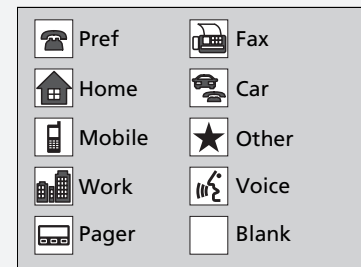 Pref
Fax
Home
Car
Mobile
Other
Work
Voice
Pager
Blank